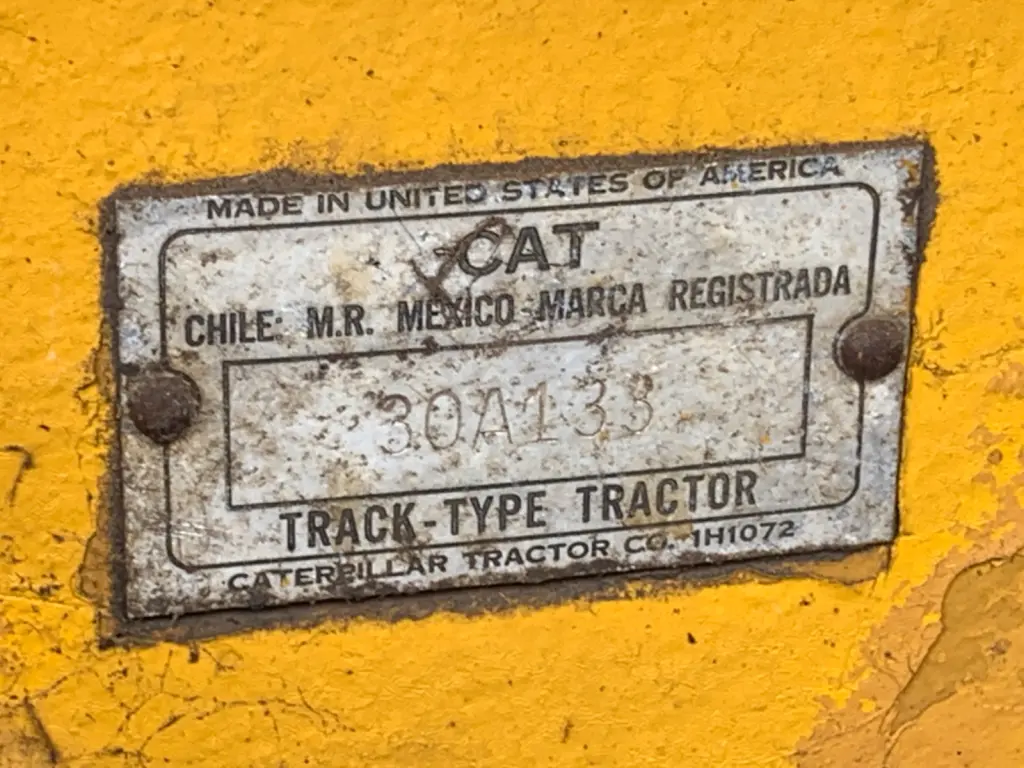 MADE IN UNITED STATES OF AMERICA
CAT
CHILE: M.R. MEXICO-MARCA REGISTRADA
30A133
TRACK-TYPE TRACTOR
CATERPILLAR TRACTOR CO. 1H1072